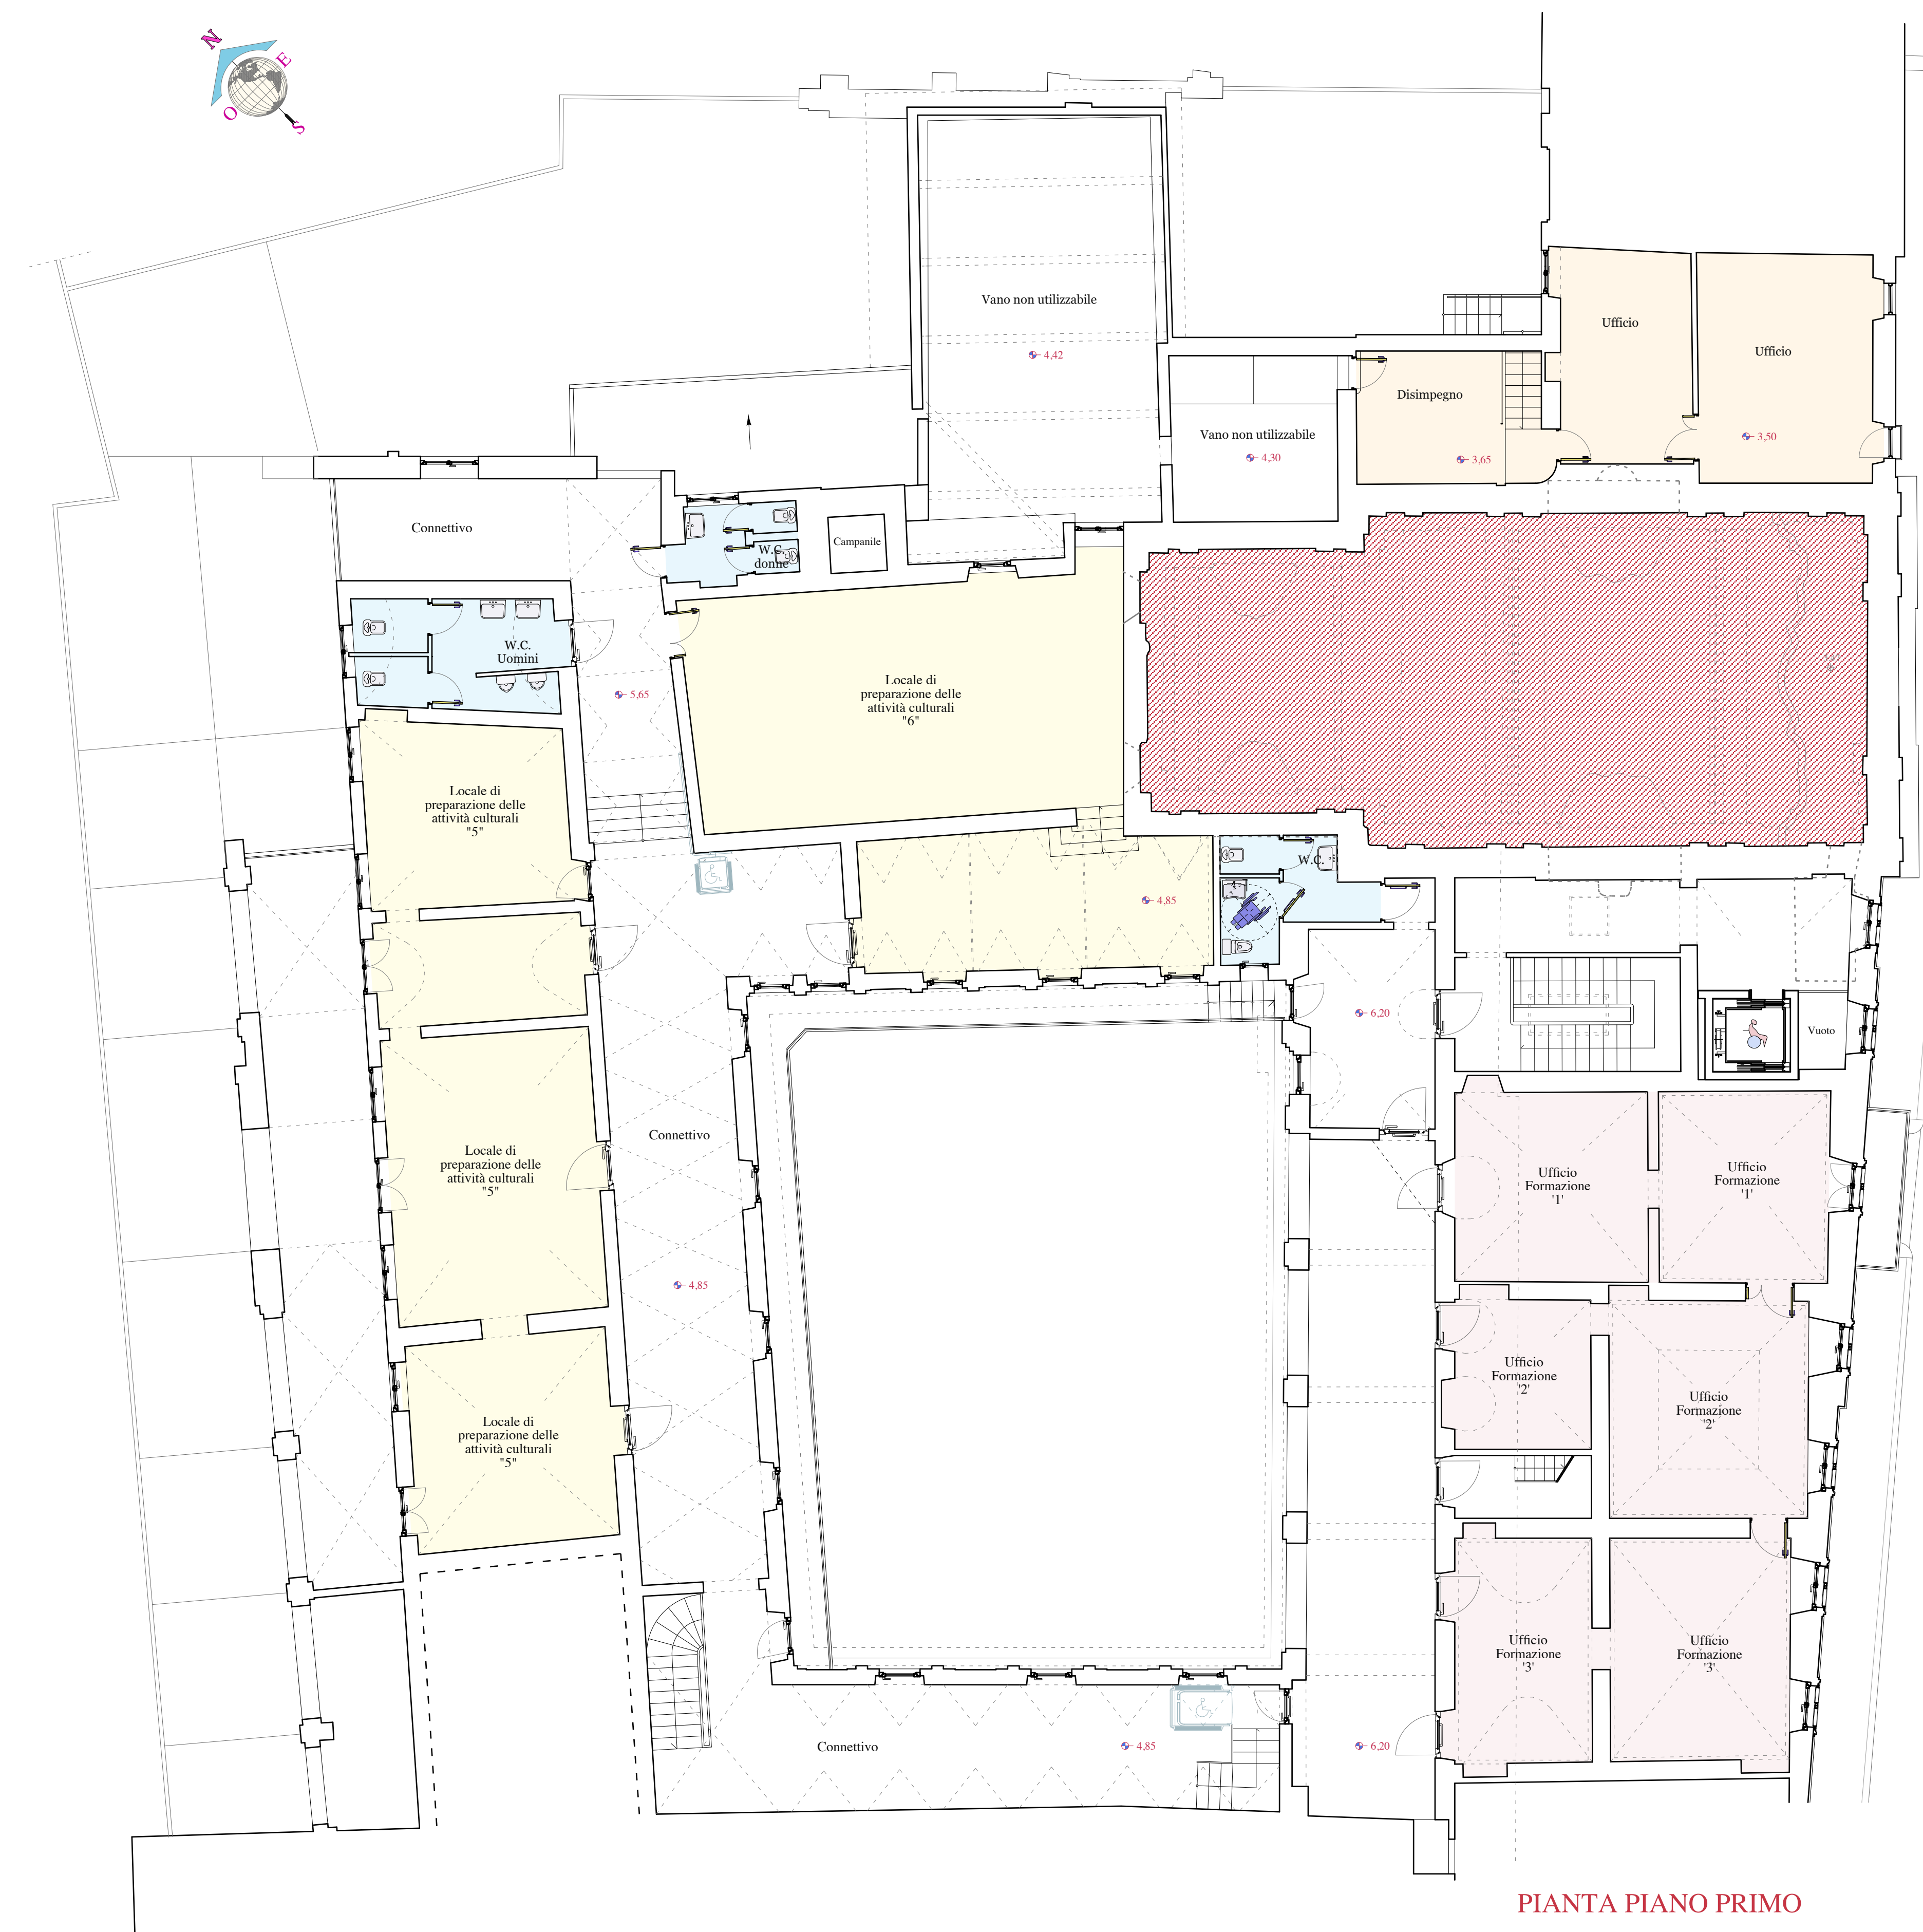 N
E
O
S
Vano non utilizzabile
4,42
Ufficio
Ufficio
Disimpegno
3,50
Vano non utilizzabile
4,30
3,65
Connettivo
W.C.
donne
Campanile
W.C.
Uomini
5,65
Locale di
preparazione delle
attività culturali
"6"
Locale di
preparazione delle
attività culturali
"5"
W.C.
4,85
6,20
Vuoto
Connettivo
Locale di
preparazione delle
attività culturali
"5"
Ufficio
Formazione
'1'
Ufficio
Formazione
'1'
4,85
Ufficio
Formazione
'2'
Ufficio
Formazione
'2'
Locale di
preparazione delle
attività culturali
"5"
Ufficio
Formazione
'3'
Ufficio
Formazione
'3'
Connettivo
4,85
6,20
PIANTA PIANO PRIMO